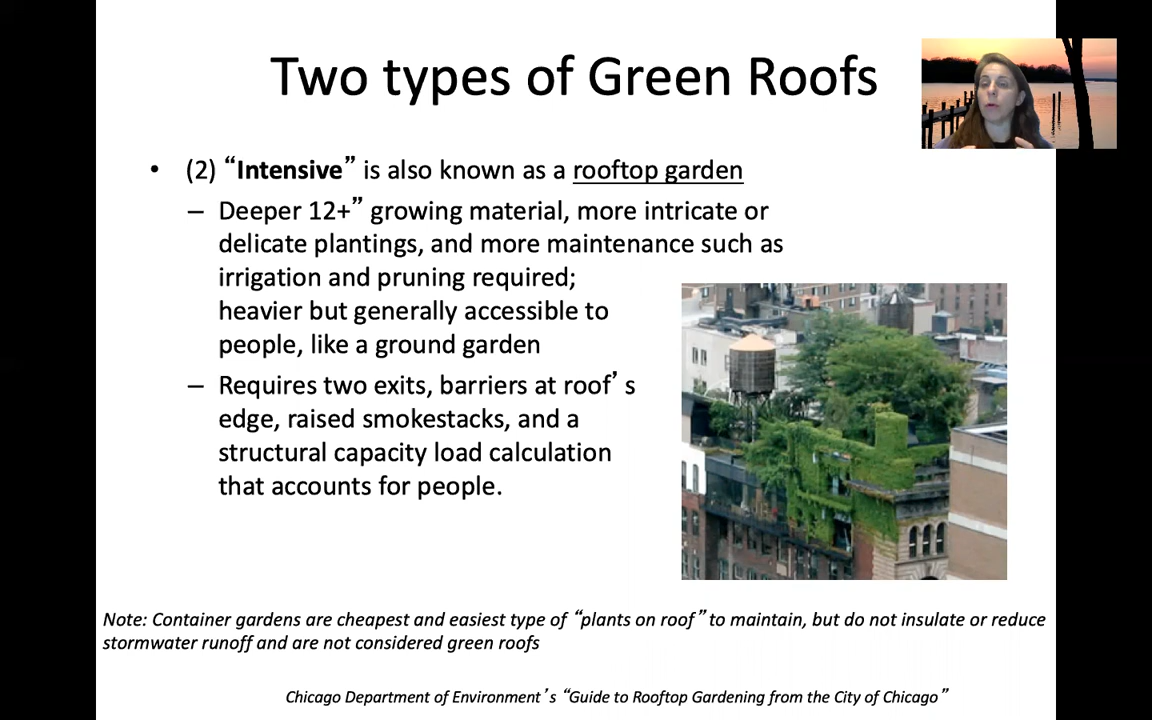 Two types of Green Roofs
• (2) “Intensive” is also known as a rooftop garden
– Deeper 12+” growing material, more intricate or
delicate plantings, and more maintenance such as
irrigation and pruning required;
heavier but generally accessible to
people, like a ground garden
– Requires two exits, barriers at roof’s
edge, raised smokestacks, and a
structural capacity load calculation
that accounts for people.
Note: Container gardens are cheapest and easiest type of “plants on roof” to maintain, but do not insulate or reduce
stormwater runoff and are not considered green roofs
Chicago Department of Environment’s “Guide to Rooftop Gardening from the City of Chicago”